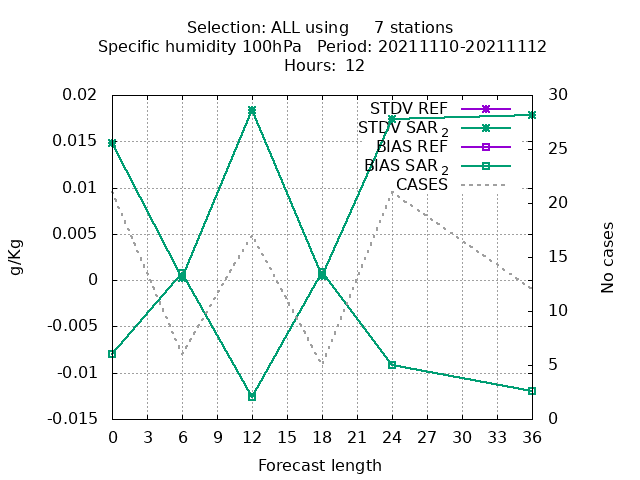 Selection: ALL using 7 stations
Specific humidity 100hPa Period: 20211110-20211112
Hours: 12
STDV REF
STDV SAR 2
BIAS REF
BIAS SAR 2
CASES
0.02
0.015
0.01
0.005
0
-0.005
-0.01
-0.015
g/Kg
30
25
20
15
10
5
0
No cases
0 3 6 9 12 15 18 21 24 27 30 33 36
Forecast length